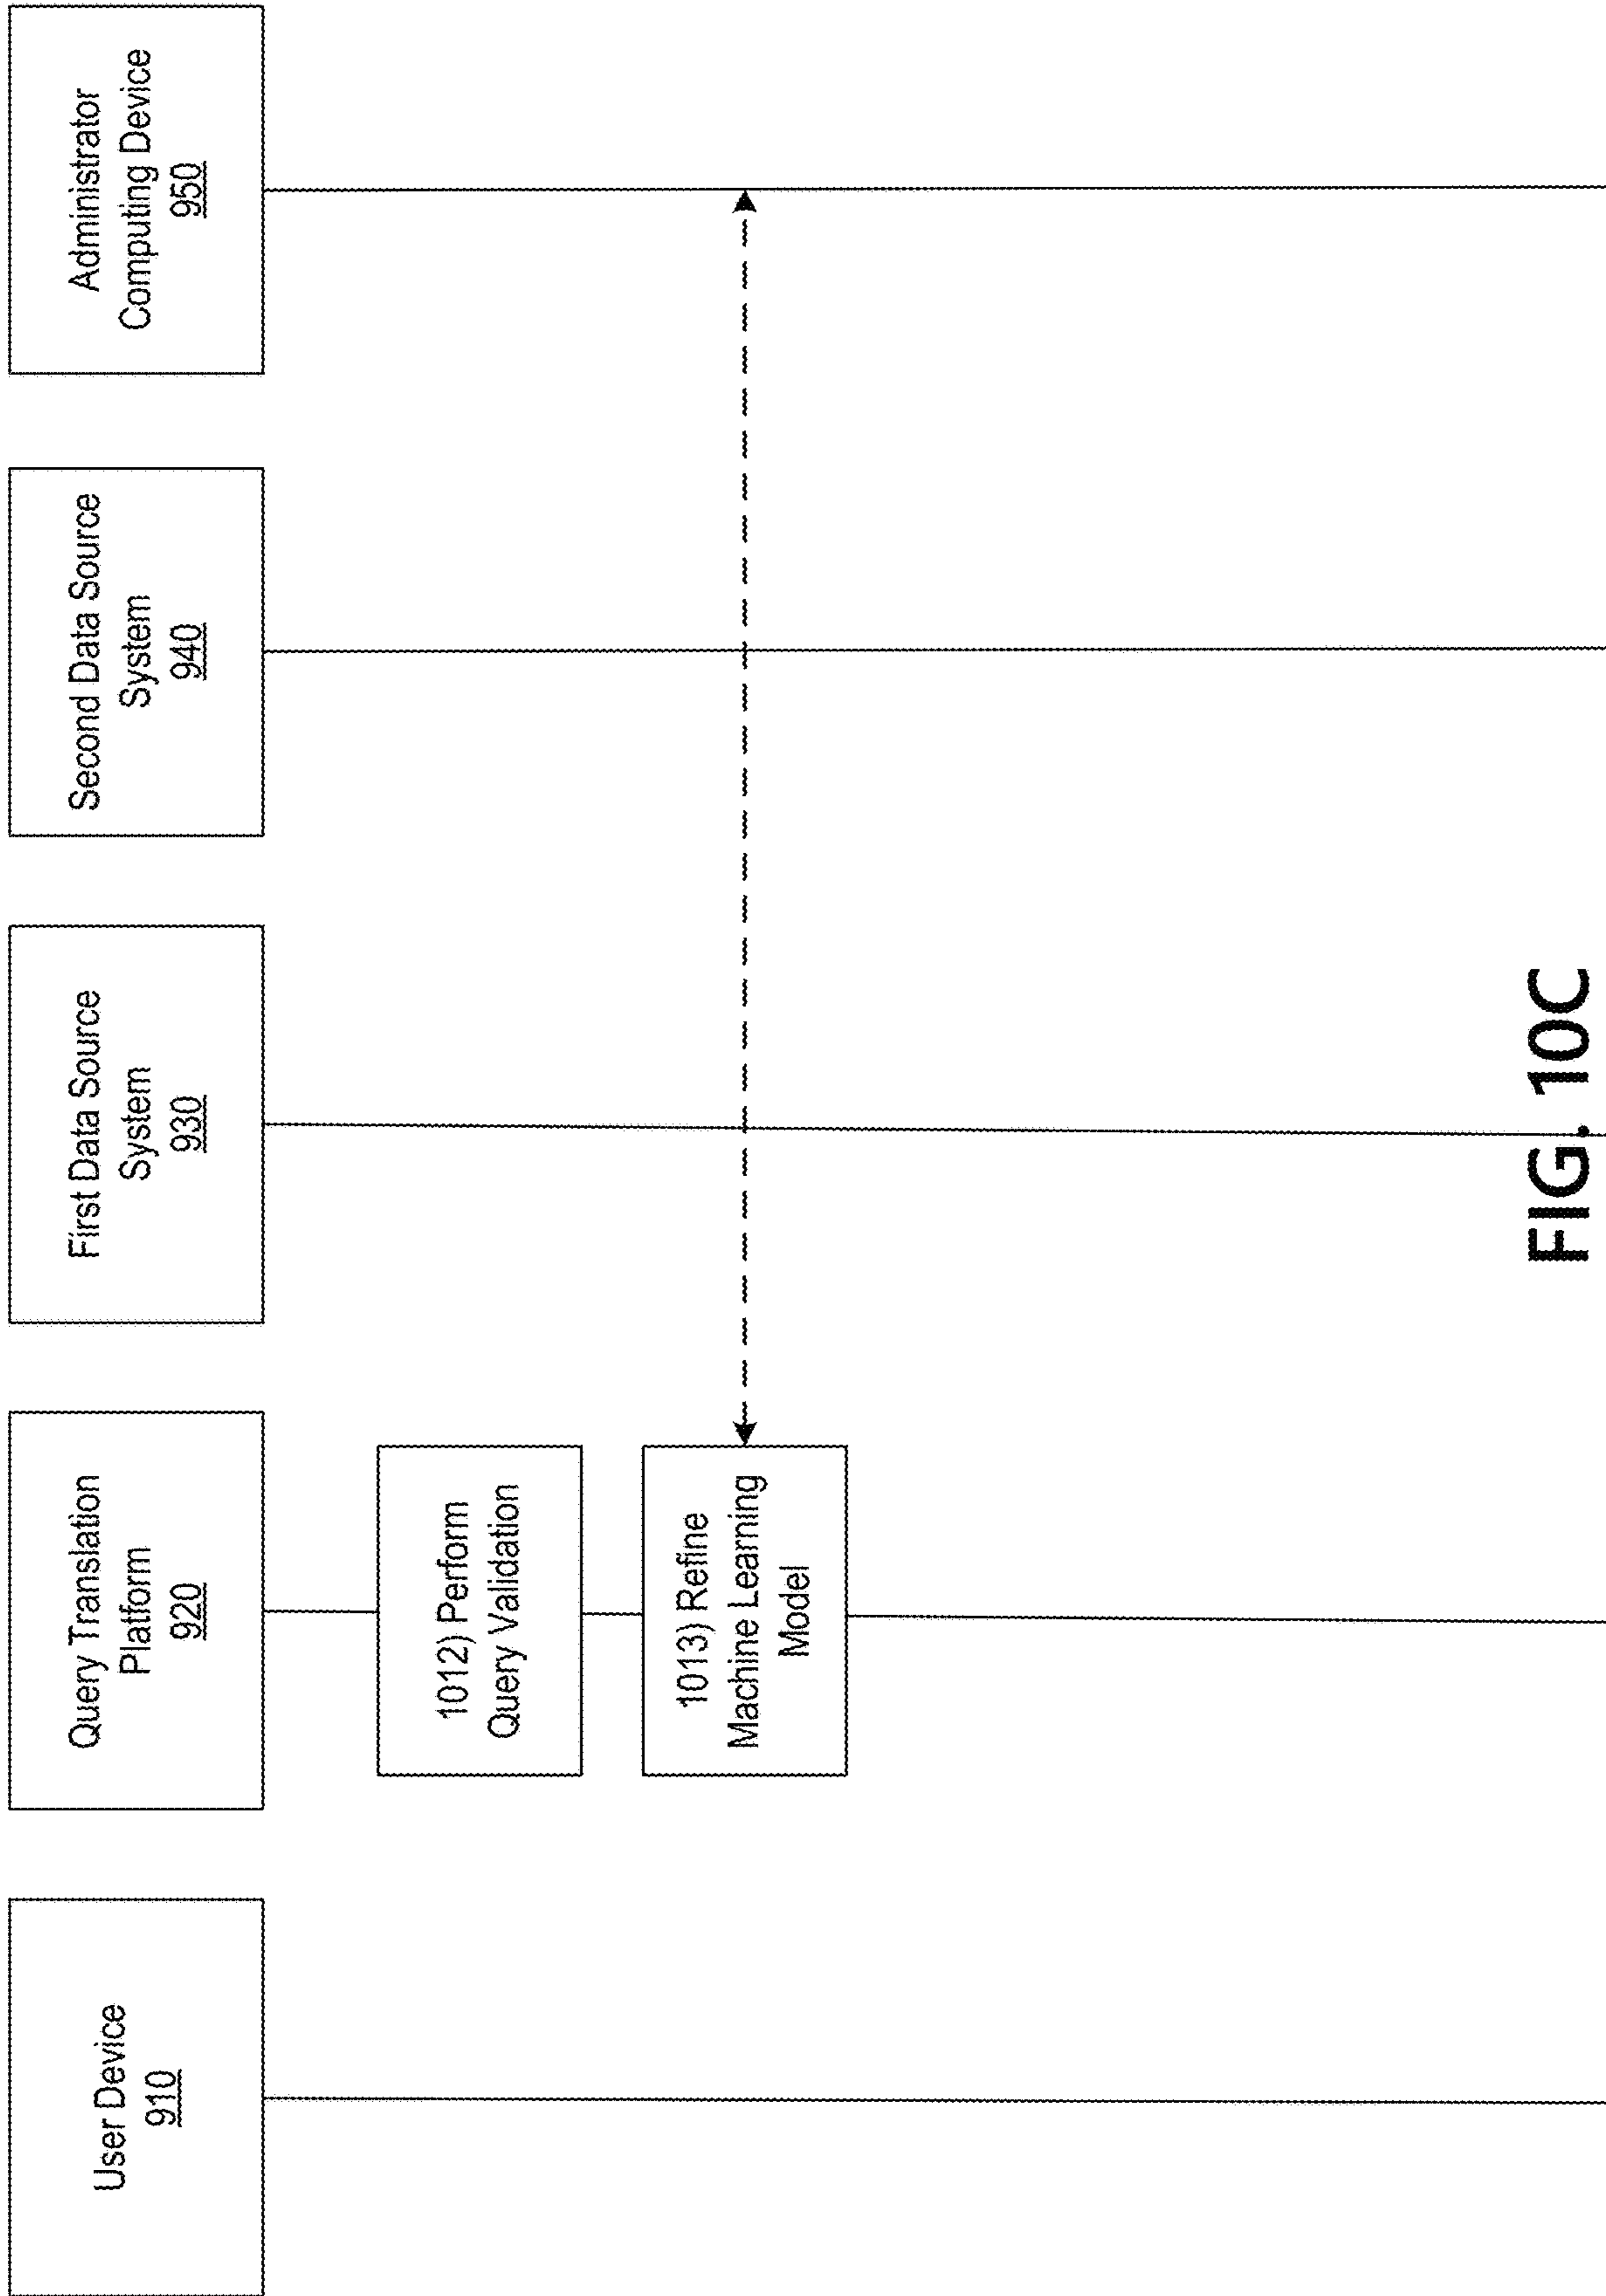 User Device
910
Query Translation
Platform
920
First Data Source
System
930
Second Data Source
System
940
Administrator
Computing Device
950
1012) Perform
Query Validation
1013) Refine
Machine Learning
Model
FIG. 10C